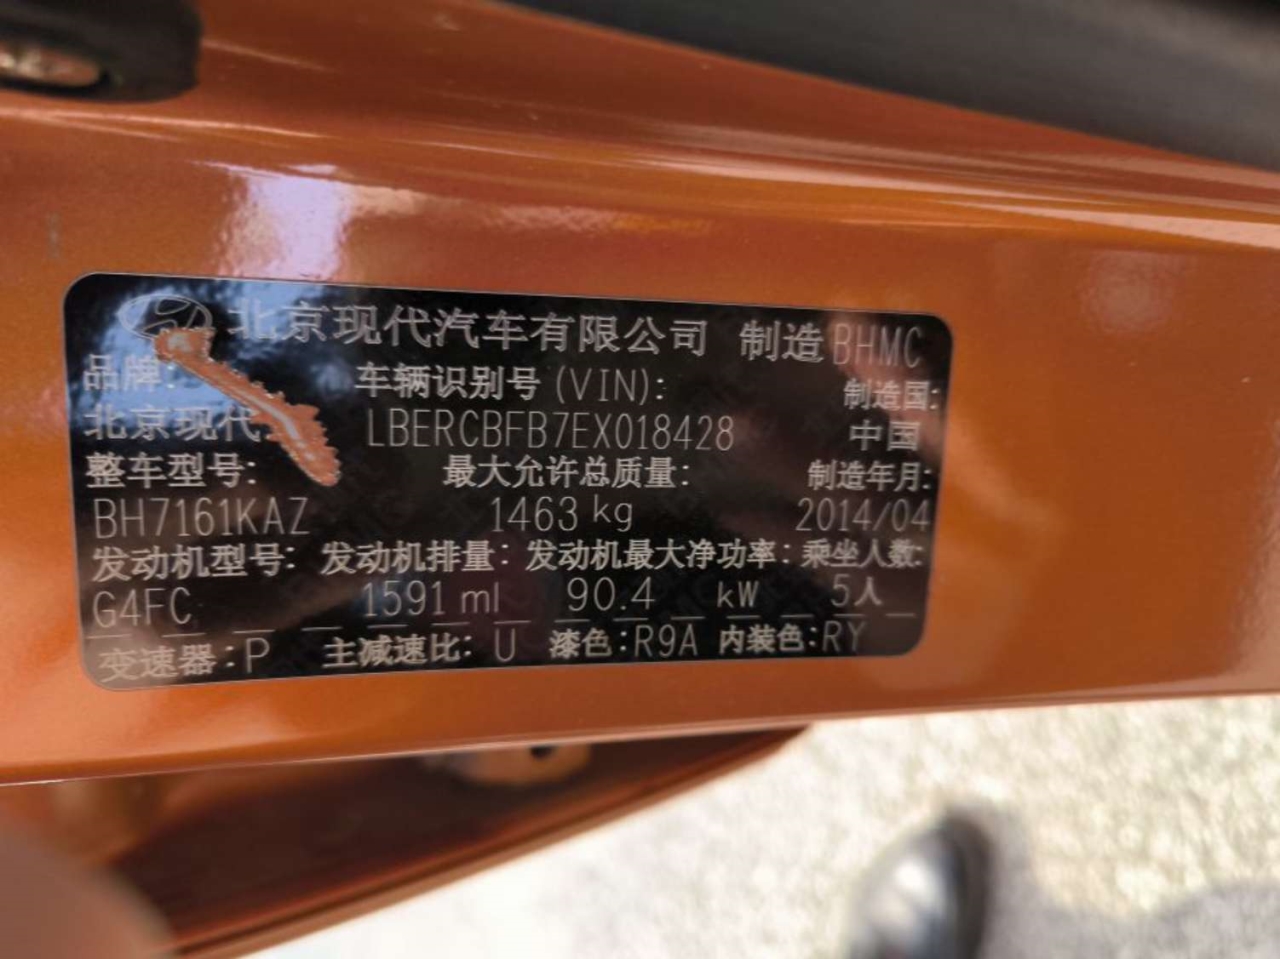 北京现代汽车有限公司 制造 BHMC
品牌: 车辆识别号(VIN): 制造国:
北京现代 LBERCBFB7EX018428 中国
整车型号: 最大允许总质量: 制造年月:
BH7161KAZ 1463 kg 2014/04
发动机型号: 发动机排量: 发动机最大净功率: 乘坐人数:
G4FC 1591 ml 90.4 kW 5人
变速器:P 主减速比: U 漆色:R9A 内装色:RY